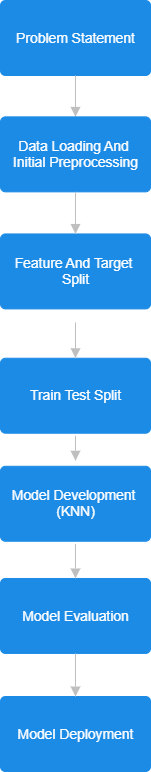 Problem Statement
Data Loading And
Initial Preprocessing
Feature And Target
Split
Train Test Split
Model Development
(KNN)
Model Evaluation
Model Deployment